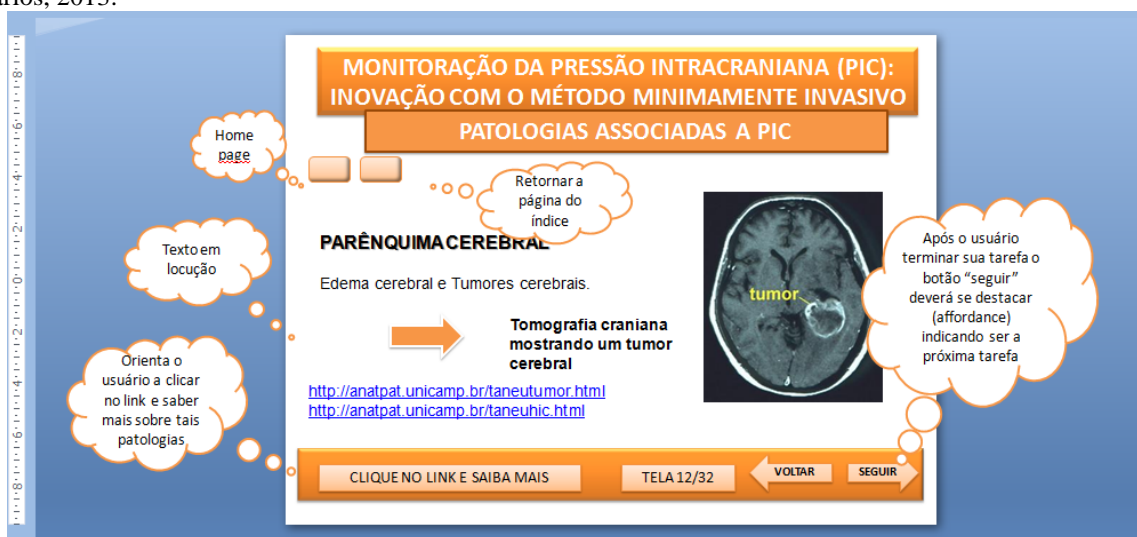 MONITORAÇÃO DA PRESSÃO INTRACRANIANA (PIC):
INOVAÇÃO COM O MÉTODO MINIMAMENTE INVASIVO
PATOLOGIAS ASSOCIADAS A PIC
Home
page
Retornar a
página do
índice
Texto em
locução
PARÊNQUIMA CEREBRAL
Edema cerebral e Tumores cerebrais.
tumor
Após o usuário
terminar sua tarefa o
botão “seguir”
deverá se destacar
(affordance)
indicando ser a
próxima tarefa
Tomografia craniana
mostrando um tumor
cerebral
Orienta o
usuário a clicar
no link e saber
mais sobre tais
patologias
http://anatpat.unicamp.br/taneutumor.html
http://anatpat.unicamp.br/taneuhic.html
CLIQUE NO LINK E SAIBA MAIS
TELA 12/32
VOLTAR
SEGUIR